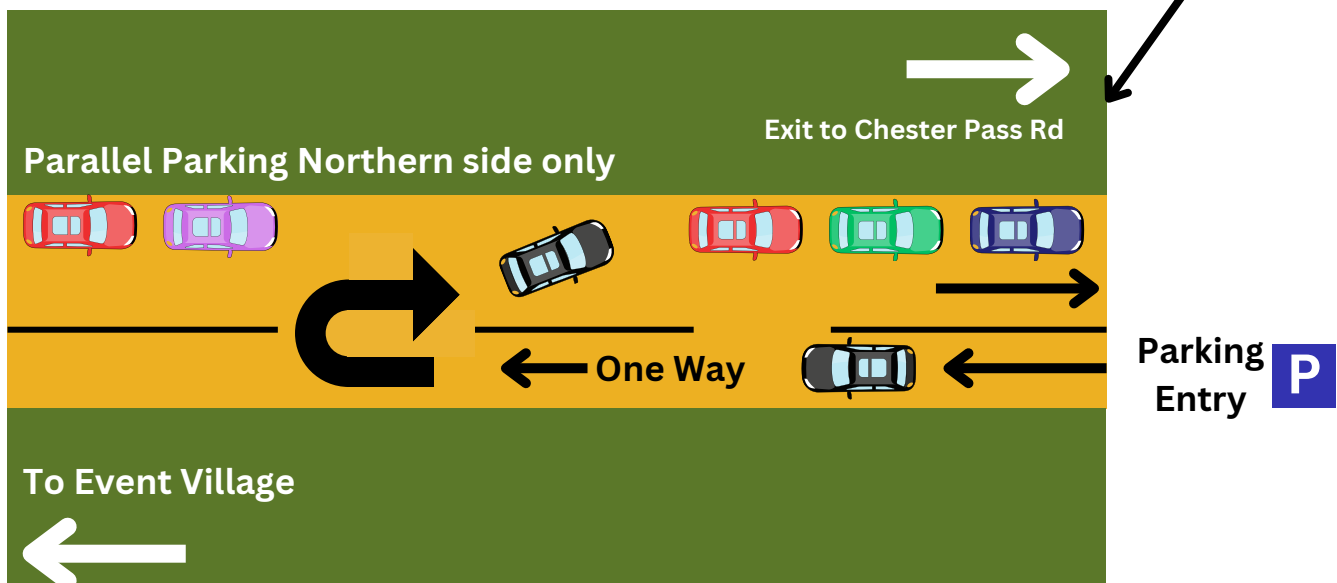 Exit to Chester Pass Rd
Parallel Parking Northern side only
One Way
Parking
Entry
P
To Event Village